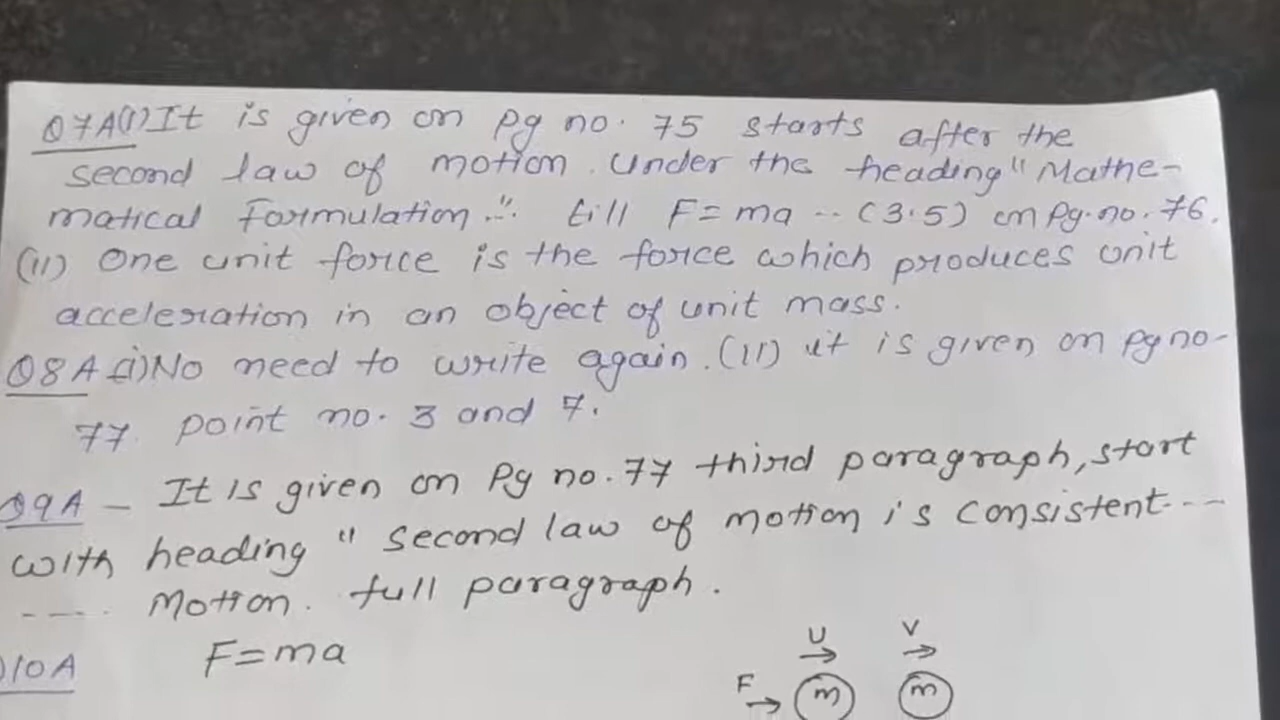 Q7A(i) It is given on pg no. 75 starts after the
second law of motion. Under the heading "Mathe-
matical Formulation..". till F=ma -- (3.5) on Pg. no. 76.
(ii) One unit force is the force which produces unit
acceleration in an object of unit mass.
Q8A (i) No need to write again. (ii) it is given on pg no-
77 point no. 3 and 7.
Q9A - It is given on Pg no. 77 third paragraph, start
with heading " second law of motion is consistent---
---- Motion. full paragraph.
U V
Q10A F=ma
F m m